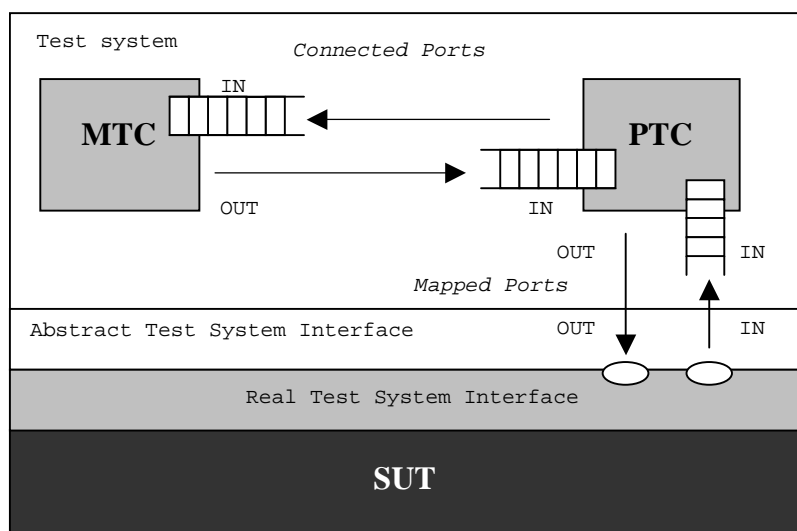 Test system
Connected Ports
IN
MTC
PTC
OUT
IN
OUT
IN
Mapped Ports
Abstract Test System Interface
OUT
IN
Real Test System Interface
SUT